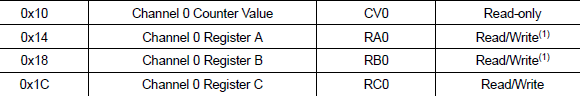 0x10 Channel 0 Counter Value CV0 Read-only
0x14 Channel 0 Register A RA0 Read/Write(1)
0x18 Channel 0 Register B RB0 Read/Write(1)
0x1C Channel 0 Register C RC0 Read/Write